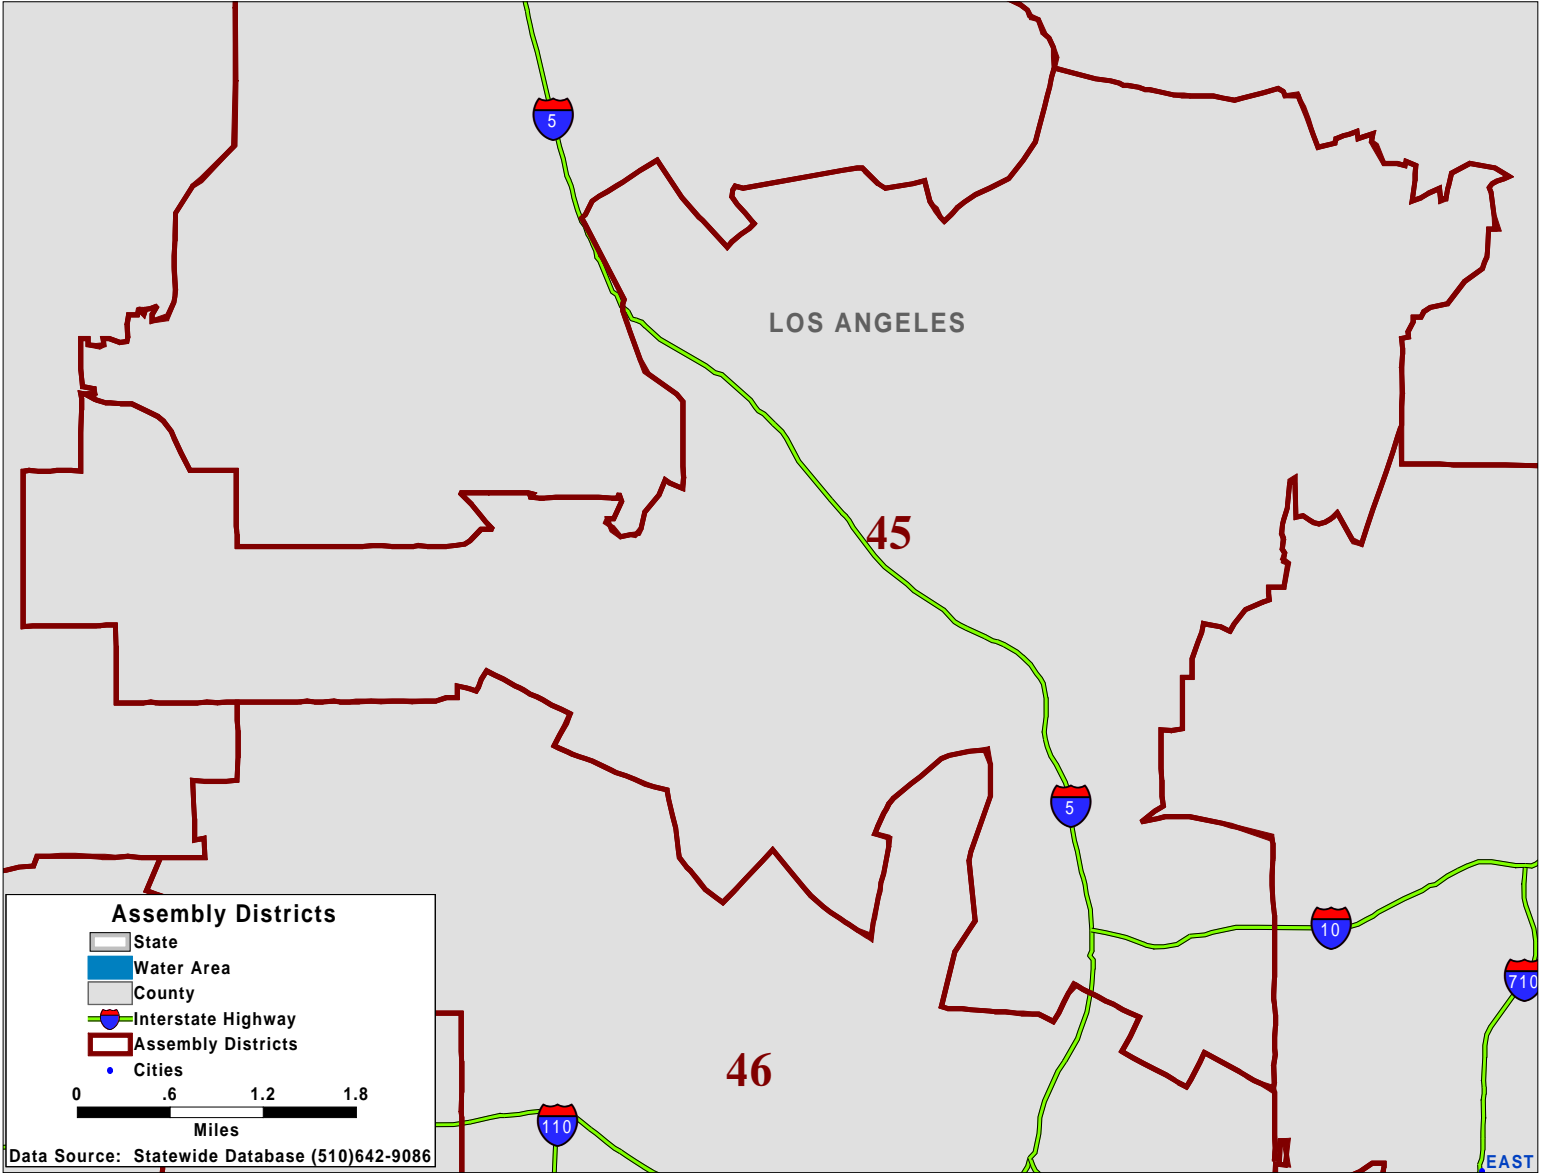 5
LOS ANGELES
45
5
10
710
46
110
EAST
Assembly Districts
State
Water Area
County
Interstate Highway
Assembly Districts
Cities
0 .6 1.2 1.8
Miles
Data Source: Statewide Database (510)642-9086